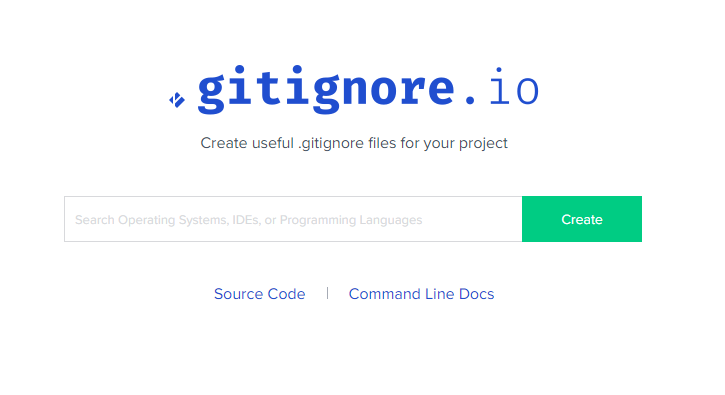 .gitignore.io
Create useful .gitignore files for your project
Search Operating Systems, IDEs, or Programming Languages
Create
Source Code | Command Line Docs